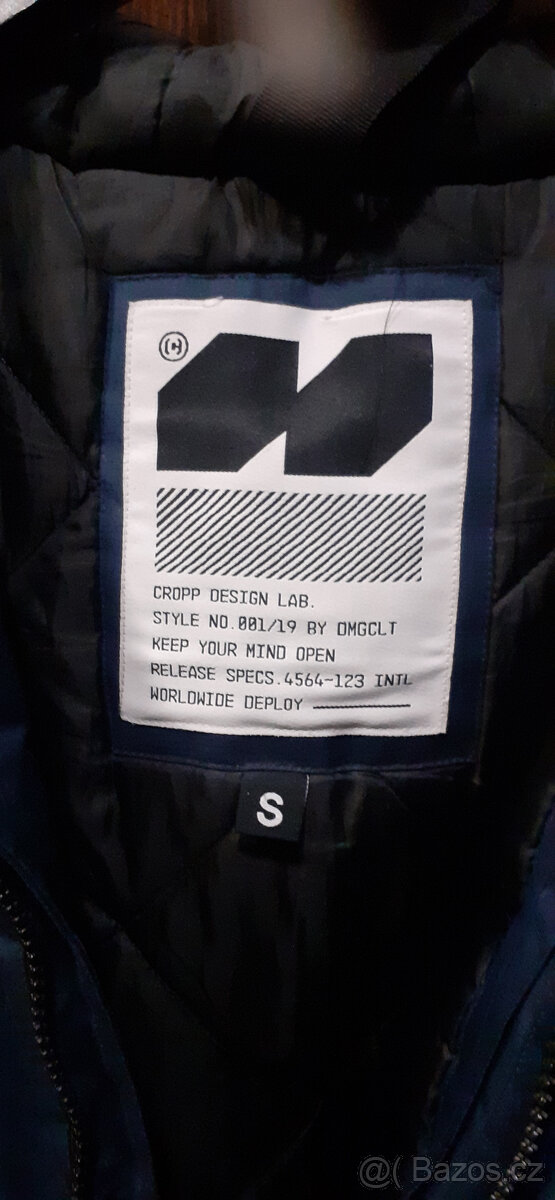 (C)
CROPP DESIGN LAB.
STYLE NO.001/19 BY DMGCLT
KEEP YOUR MIND OPEN
RELEASE SPECS.4564-123 INTL
WORLDWIDE DEPLOY
S
@( Bazos.cz